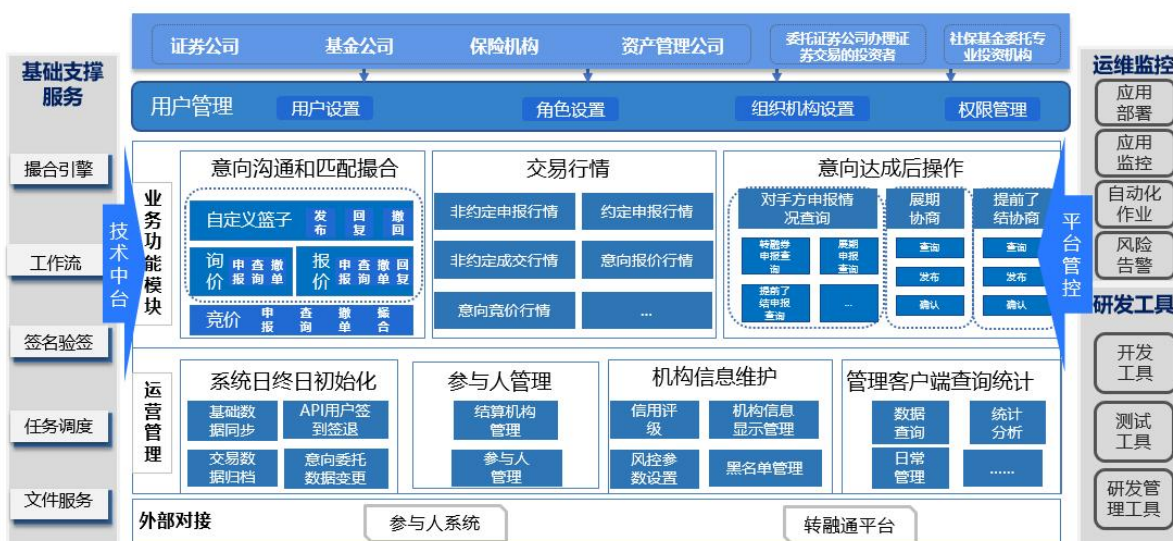 证券公司
基金公司
保险机构
资产管理公司
委托证券公司办理证
券交易的投资者
社保基金委托专
业投资机构
用户管理
用户设置
角色设置
组织机构设置
权限管理
基础支撑
服务
撮合引擎
工作流
签名验签
任务调度
文件服务
技术中台
业务功能模块
意向沟通和匹配撮合
自定义篮子
发布
回复
撤回
询价
申报
查询
撤单
报价
申报
查询
撤单
回复
竞价
申报
查询
撤单
撮合
交易行情
非约定申报行情
约定申报行情
非约定成交行情
意向报价行情
意向竞价行情
...
意向达成后操作
对手方申报情
况查询
转融券
申报查
询
展期
申报
查询
提前了
结申报
查询
...
展期
协商
查询
发布
确认
提前了
结协商
查询
发布
确认
运营管理
系统日终日初始化
基础数
据同步
API用户签
到签退
交易数
据归档
意向委托
数据变更
参与人管理
结算机构
管理
参与人
管理
机构信息维护
信用评
级
机构信息
显示管理
风控参
数设置
黑名单管理
管理客户端查询统计
数据
查询
统计
分析
日常
管理
......
外部对接
参与人系统
转融通平台
平台管控
运维监控
应用
部署
应用
监控
自动化
作业
风险
告警
研发工具
开发
工具
测试
工具
研发管
理工具